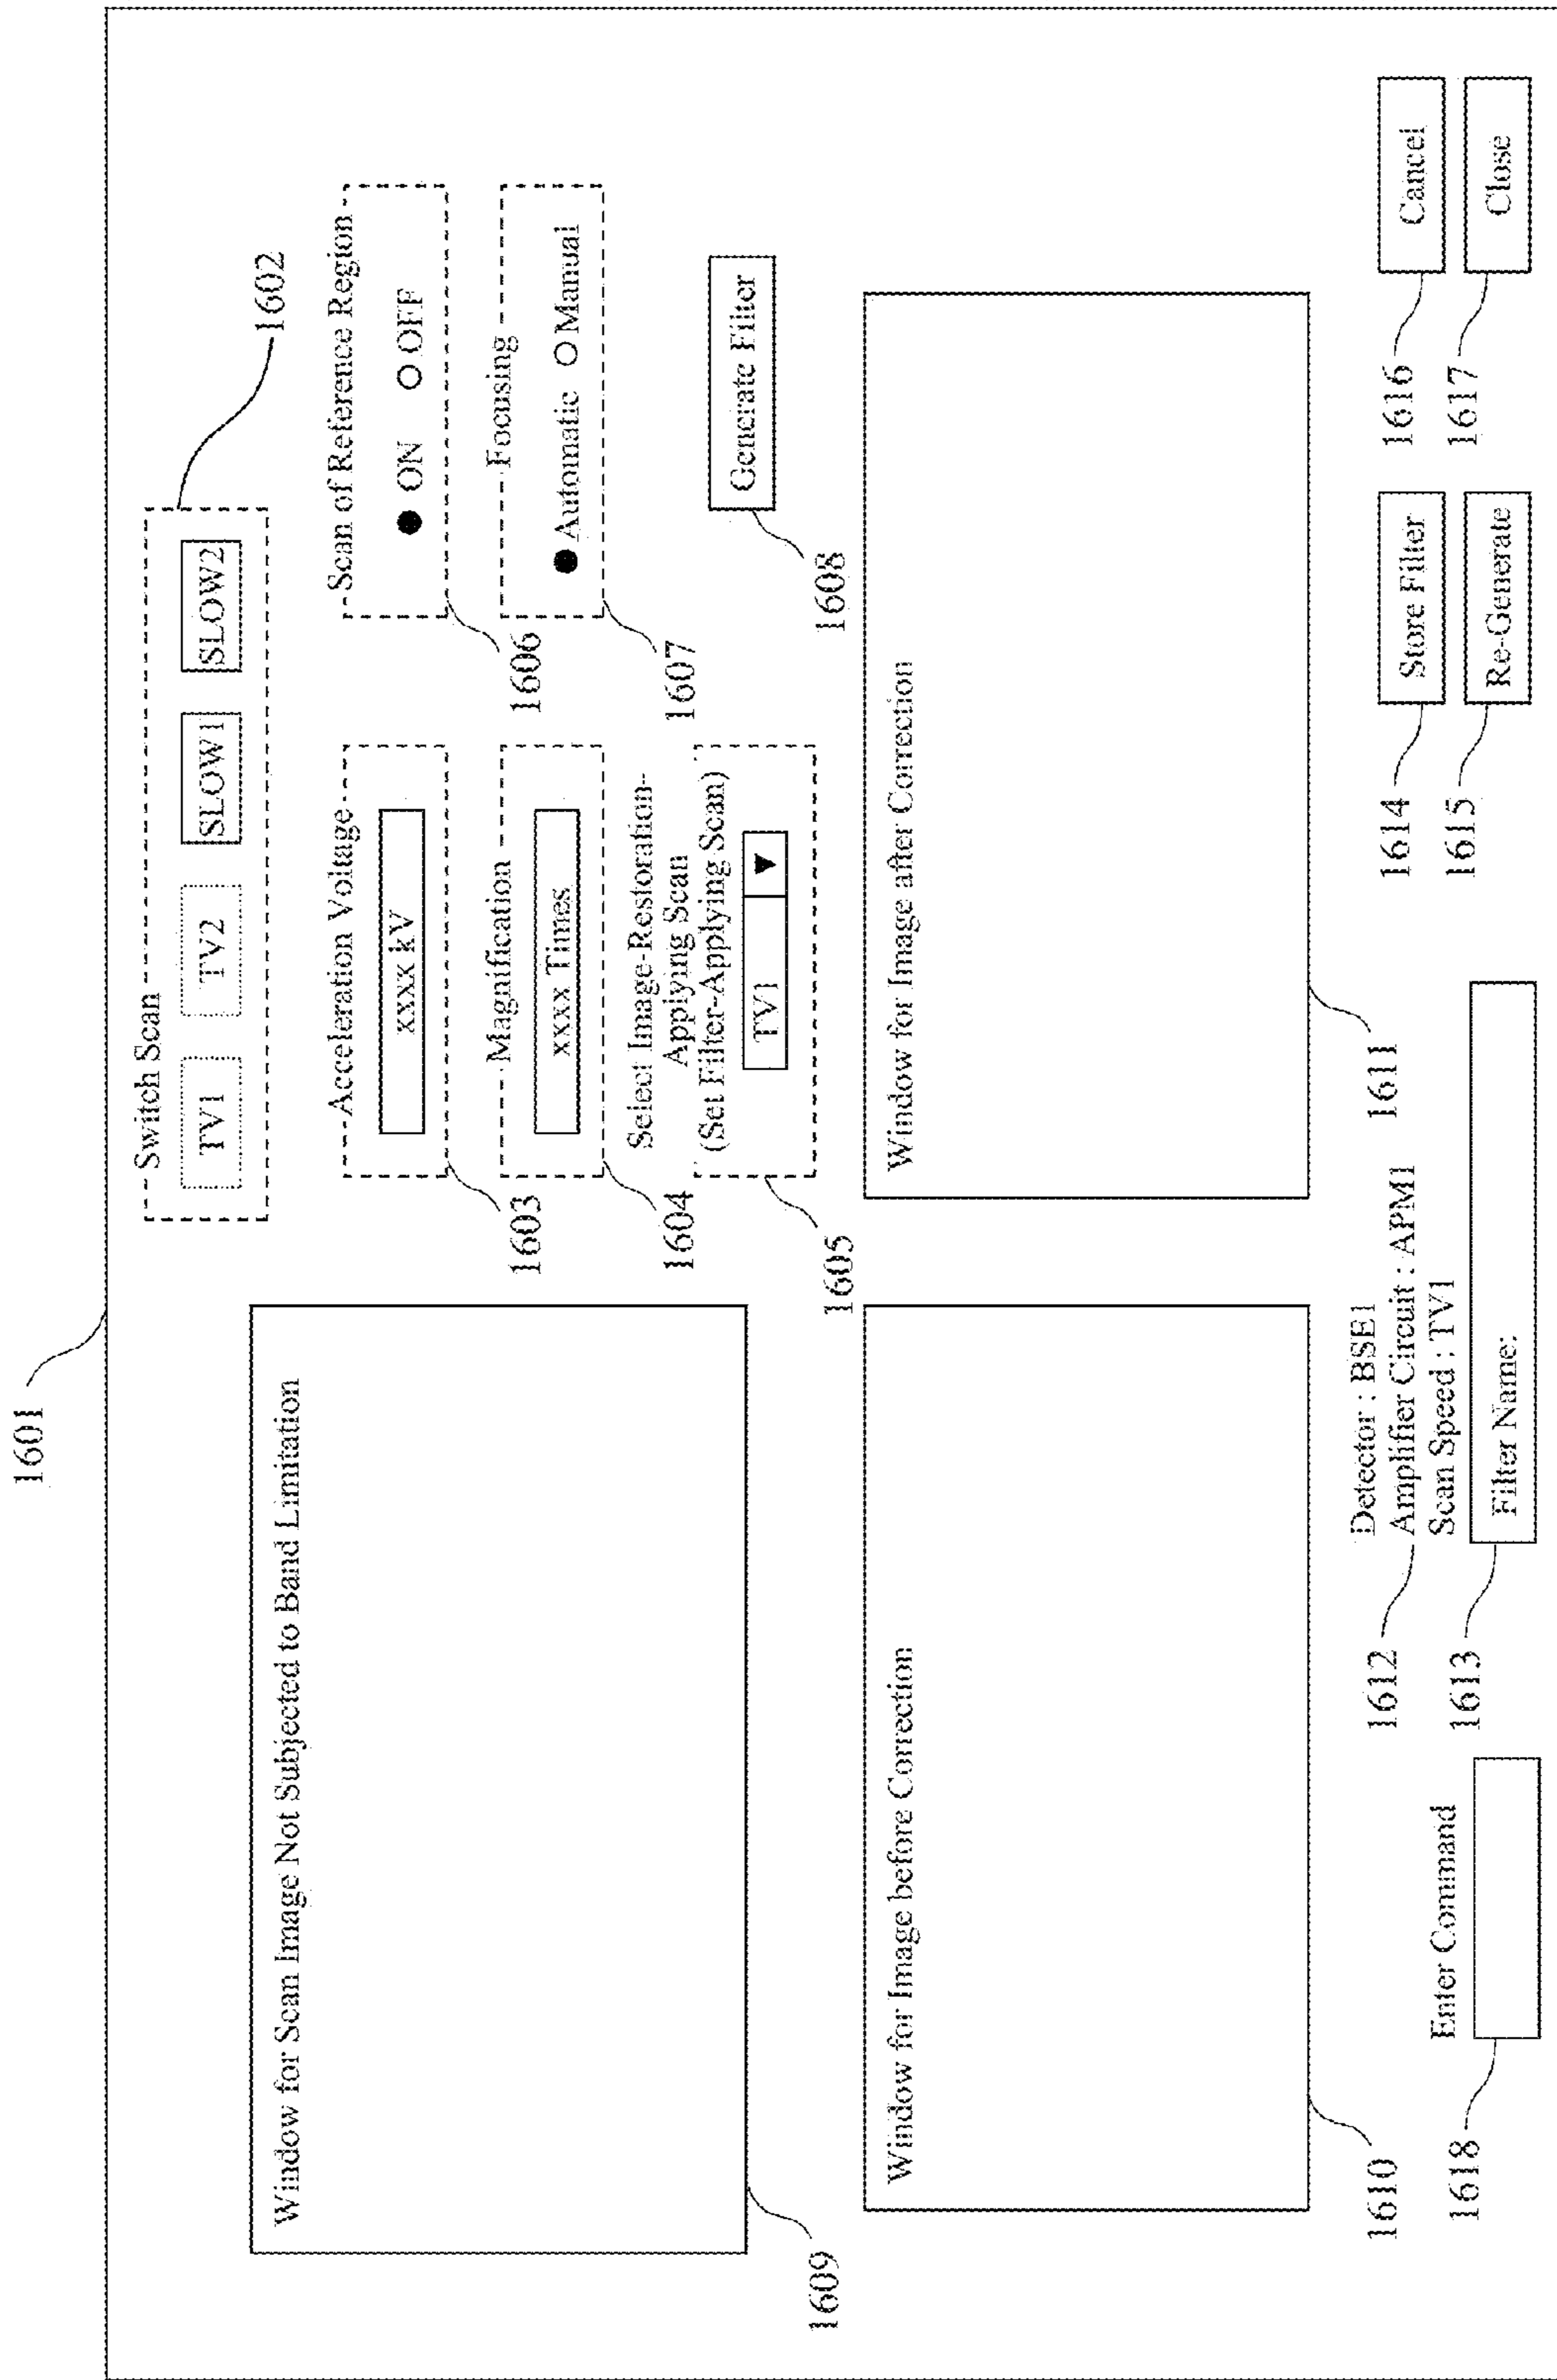 1601
Switch Scan
TV1 TV2 SLOW1 SLOW2
1602
Window for Scan Image Not Subjected to Band Limitation
1609
Acceleration Voltage
xxxx kV
1603
Scan of Reference Region
ON OFF
1606
Magnification
xxxx Times
1604
Focusing
Automatic Manual
1607
Select Image-Restoration-
Applying Scan
(Set Filter-Applying Scan)
TV1 ▼
1605
Generate Filter
1608
Window for Image before Correction
1610
Window for Image after Correction
1611
Enter Command
1618
Detector : BSE1
Amplifier Circuit : APM1
Scan Speed : TV1
1612
Filter Name:
1613
1614 Store Filter
1615 Re-Generate
1616 Cancel
1617 Close